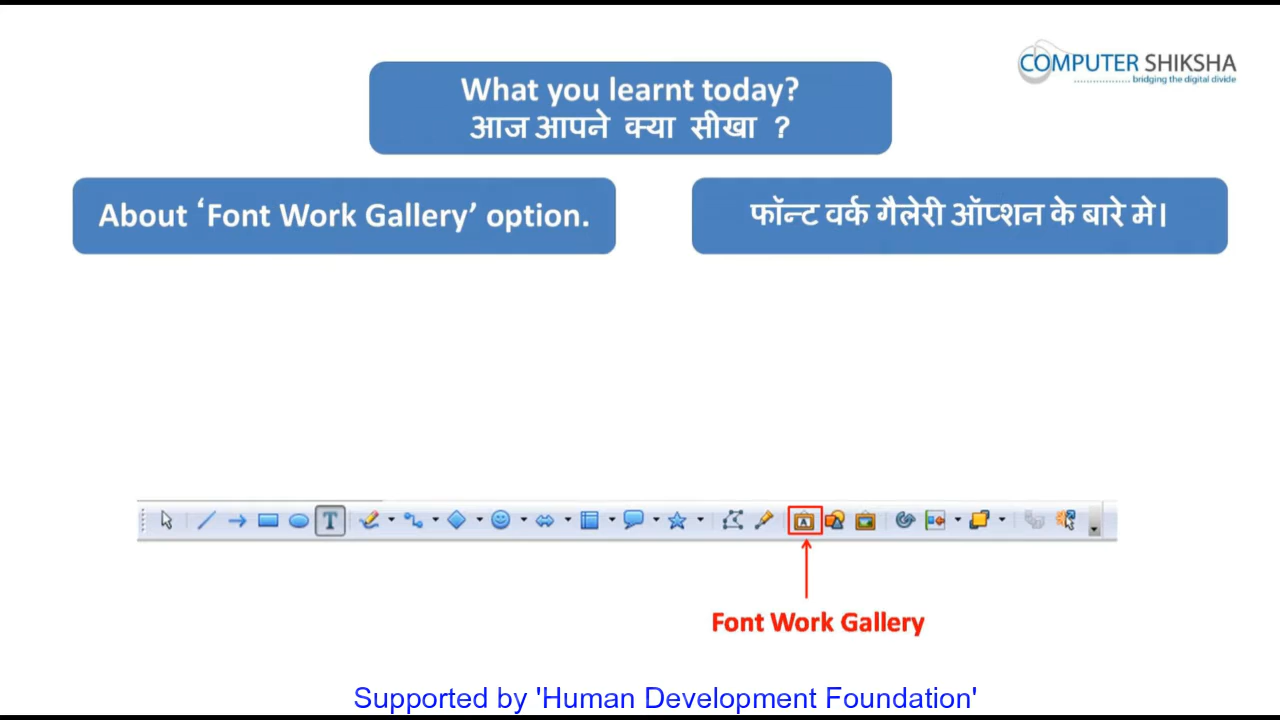 COMPUTER SHIKSHA
bridging the digital divide
What you learnt today?
आज आपने क्या सीखा ?
About ‘Font Work Gallery’ option.
फॉन्ट वर्क गैलेरी ऑप्शन के बारे मे।
T
A
Font Work Gallery
Supported by 'Human Development Foundation'